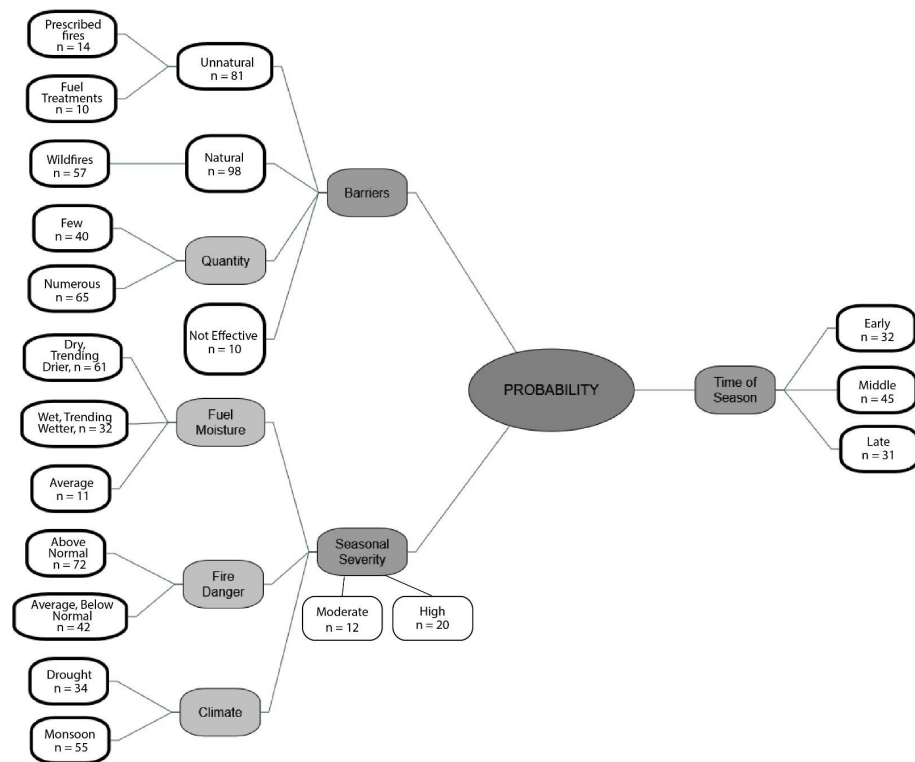 Prescribed
fires
n = 14
Fuel
Treatments
n = 10
Unnatural
n = 81
Wildfires
n = 57
Natural
n = 98
Few
n = 40
Numerous
n = 65
Quantity
Not Effective
n = 10
Barriers
Dry,
Trending
Drier, n = 61
Wet, Trending
Wetter, n = 32
Average
n = 11
Fuel
Moisture
Above
Normal
n = 72
Average, Below
Normal
n = 42
Fire
Danger
Drought
n = 34
Monsoon
n = 55
Climate
Seasonal
Severity
Moderate
n = 12
High
n = 20
PROBABILITY
Time of
Season
Early
n = 32
Middle
n = 45
Late
n = 31